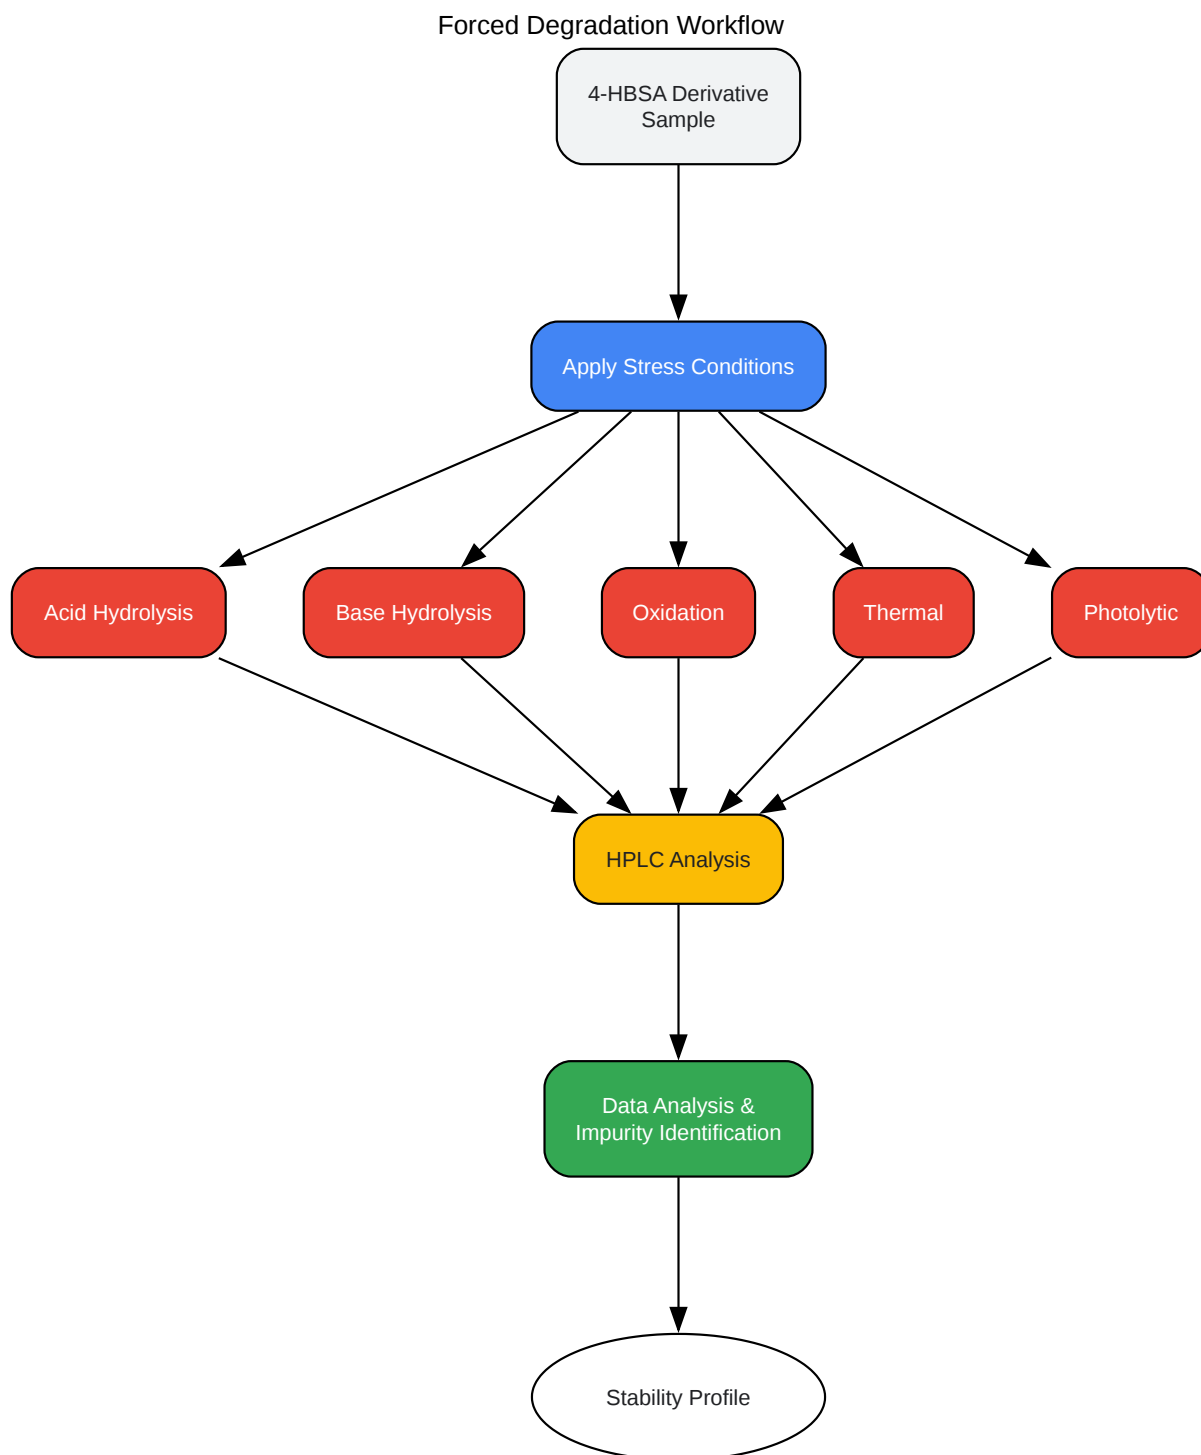 Forced Degradation Workflow
4-HBSA Derivative
Sample
Apply Stress Conditions
Acid Hydrolysis
Base Hydrolysis
Oxidation
Thermal
Photolytic
HPLC Analysis
Data Analysis &
Impurity Identification
Stability Profile